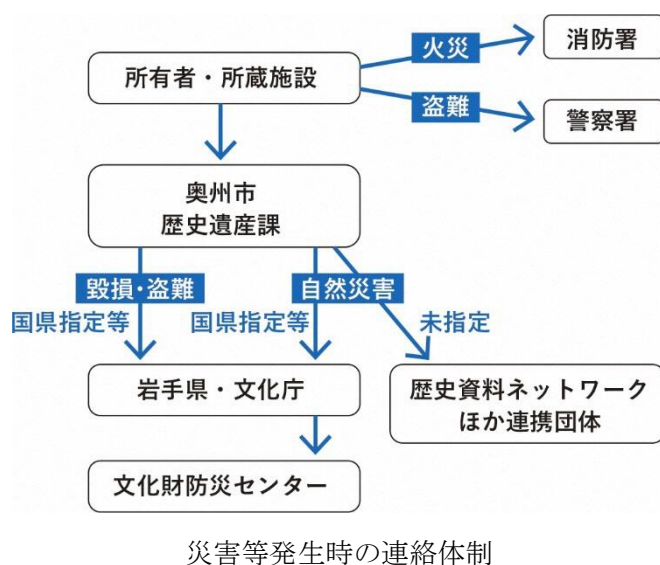 火災
消防署
所有者・所蔵施設
盗難
警察署
奥州市
歴史遺産課
毀損・盗難
自然災害
国県指定等
国県指定等
未指定
岩手県・文化庁
歴史資料ネットワーク
ほか連携団体
文化財防災センター
災害等発生時の連絡体制